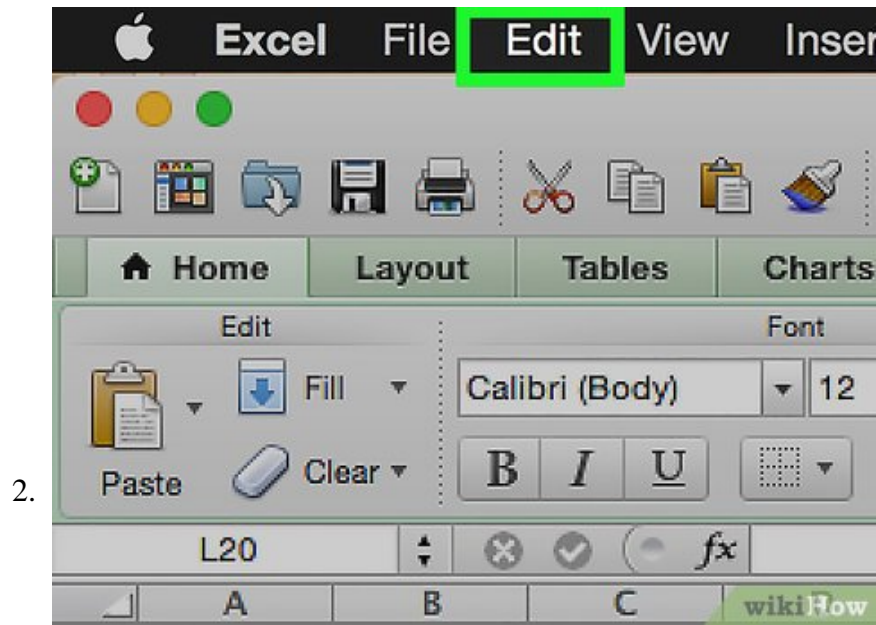 Excel File Edit View Inser
Home Layout Tables Charts
Edit Font
Fill Calibri (Body) 12
Paste Clear B I U
2.
L20 fx
A B C
wikiHow